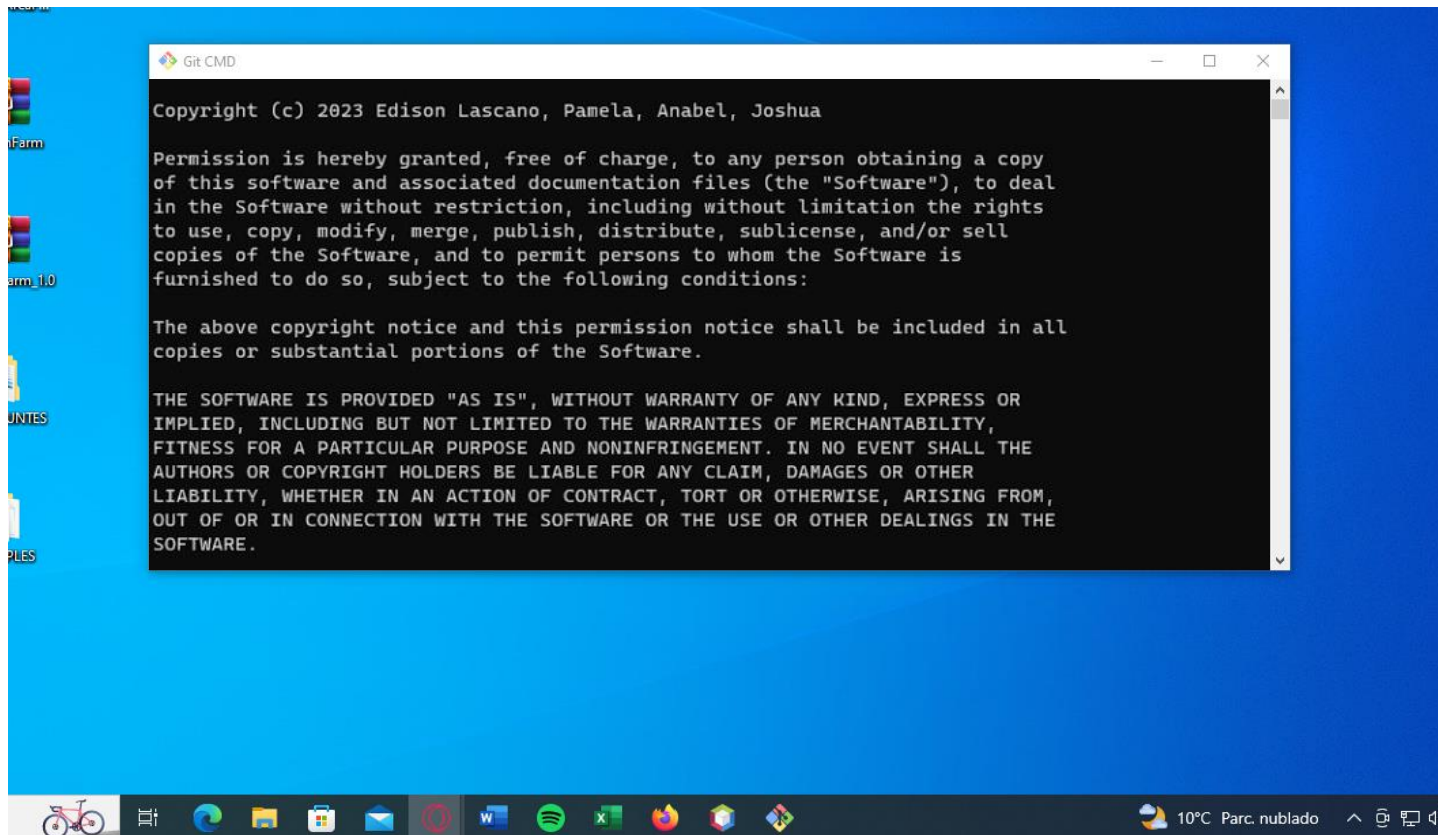 Git CMD
Copyright (c) 2023 Edison Lascano, Pamela, Anabel, Joshua
Permission is hereby granted, free of charge, to any person obtaining a copy
of this software and associated documentation files (the "Software"), to deal
in the Software without restriction, including without limitation the rights
to use, copy, modify, merge, publish, distribute, sublicense, and/or sell
copies of the Software, and to permit persons to whom the Software is
furnished to do so, subject to the following conditions:
The above copyright notice and this permission notice shall be included in all
copies or substantial portions of the Software.
THE SOFTWARE IS PROVIDED "AS IS", WITHOUT WARRANTY OF ANY KIND, EXPRESS OR
IMPLIED, INCLUDING BUT NOT LIMITED TO THE WARRANTIES OF MERCHANTABILITY,
FITNESS FOR A PARTICULAR PURPOSE AND NONINFRINGEMENT. IN NO EVENT SHALL THE
AUTHORS OR COPYRIGHT HOLDERS BE LIABLE FOR ANY CLAIM, DAMAGES OR OTHER
LIABILITY, WHETHER IN AN ACTION OF CONTRACT, TORT OR OTHERWISE, ARISING FROM,
OUT OF OR IN CONNECTION WITH THE SOFTWARE OR THE USE OR OTHER DEALINGS IN THE
SOFTWARE.
nFarm
arm_1.0
UNTES
PLES
10°C Parc. nublado